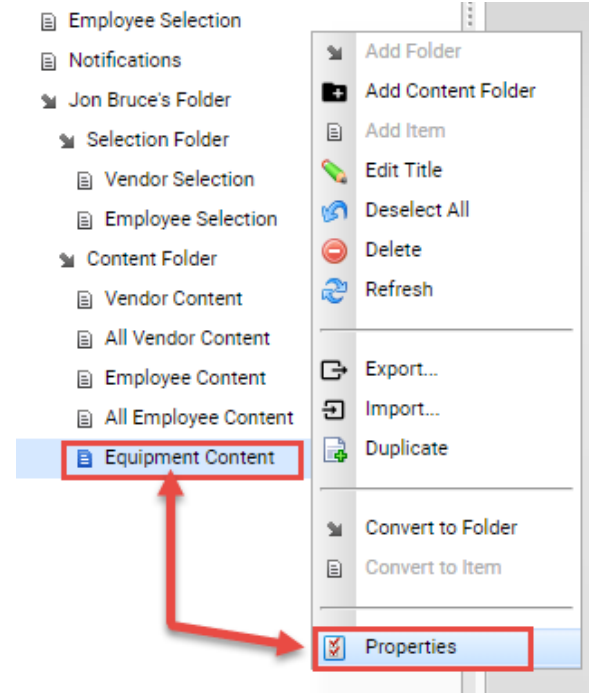 Employee Selection
Notifications
Jon Bruce's Folder
Selection Folder
Vendor Selection
Employee Selection
Content Folder
Vendor Content
All Vendor Content
Employee Content
All Employee Content
Equipment Content
Add Folder
Add Content Folder
Add Item
Edit Title
Deselect All
Delete
Refresh
Export...
Import...
Duplicate
Convert to Folder
Convert to Item
Properties